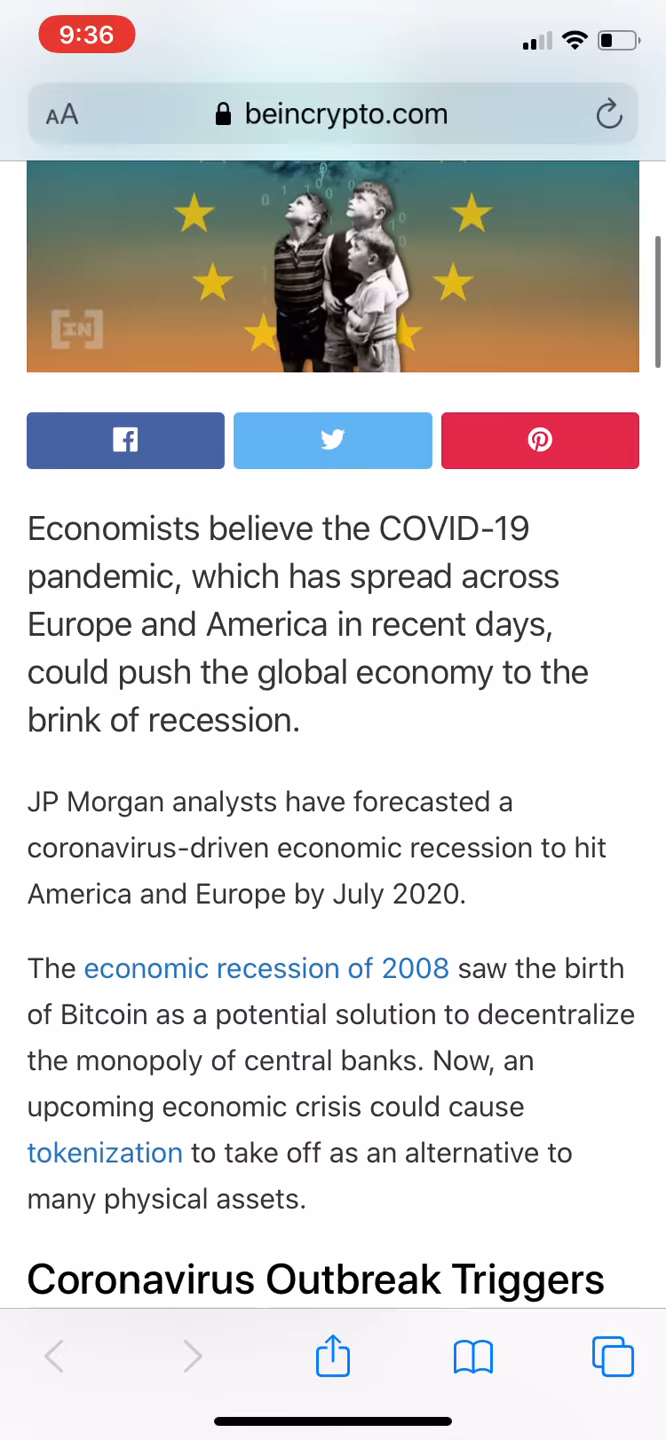 9:36
AA beincrypto.com
[IN]
Economists believe the COVID-19
pandemic, which has spread across
Europe and America in recent days,
could push the global economy to the
brink of recession.
JP Morgan analysts have forecasted a
coronavirus-driven economic recession to hit
America and Europe by July 2020.
The economic recession of 2008 saw the birth
of Bitcoin as a potential solution to decentralize
the monopoly of central banks. Now, an
upcoming economic crisis could cause
tokenization to take off as an alternative to
many physical assets.
Coronavirus Outbreak Triggers